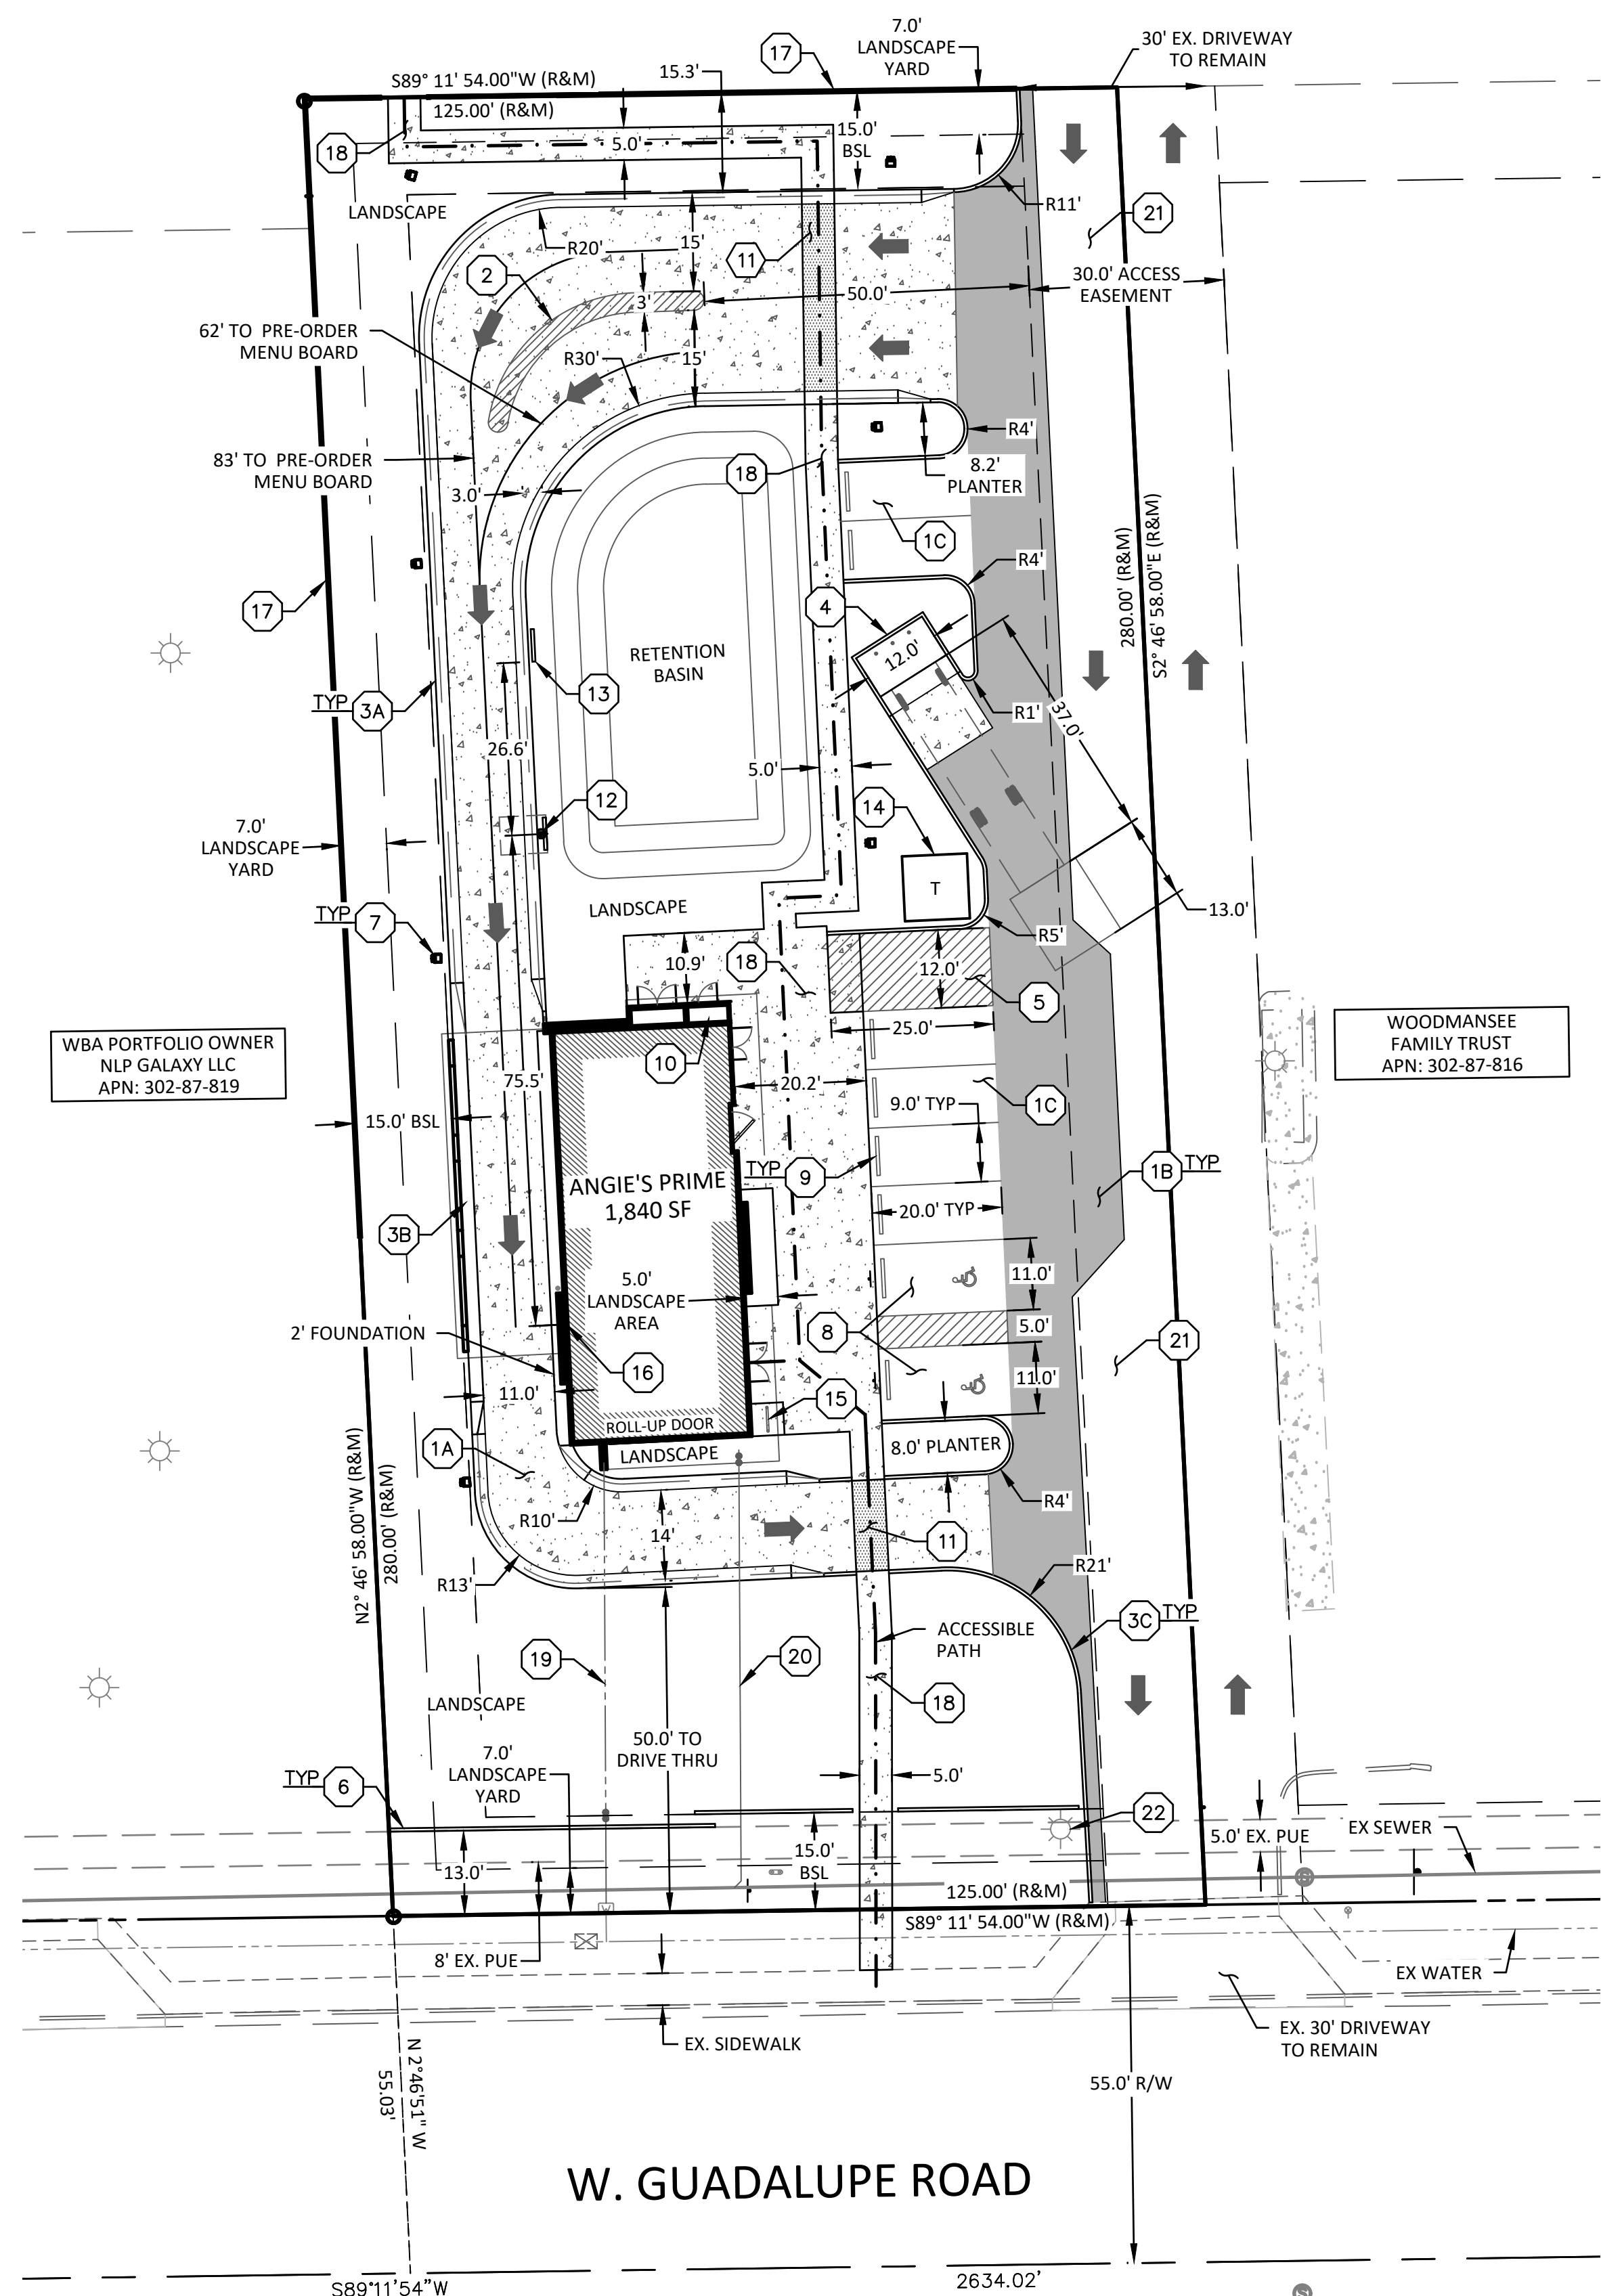 7.0'
LANDSCAPE
YARD
30' EX. DRIVEWAY
TO REMAIN
17
15.3'
S89° 11' 54.00"W (R&M)
125.00' (R&M)
18
5.0'
15.0'
BSL
LANDSCAPE
R11'
21
R20'
15'
11
2
30.0' ACCESS
EASEMENT
50.0'
3'
62' TO PRE-ORDER
MENU BOARD
R30'
15'
R4'
83' TO PRE-ORDER
MENU BOARD
18
8.2'
PLANTER
3.0'
1C
R4'
280.00' (R&M)
S2° 46' 58.00"E (R&M)
17
4
12.0'
RETENTION
BASIN
13
TYP
3A
R1'
37.0'
26.6'
5.0'
12
14
7.0'
LANDSCAPE
YARD
T
13.0'
LANDSCAPE
TYP
7
R5'
10.9'
18
12.0'
5
25.0'
WBA PORTFOLIO OWNER
NLP GALAXY LLC
APN: 302-87-819
WOODMANSEE
FAMILY TRUST
APN: 302-87-816
10
75.5'
20.2'
1C
9.0' TYP
15.0' BSL
TYP
9
ANGIE'S PRIME
1,840 SF
1B
TYP
20.0' TYP
3B
11.0'
5.0'
LANDSCAPE
AREA
2' FOUNDATION
8
5.0'
21
16
11.0'
11.0'
15
ROLL-UP DOOR
LANDSCAPE
1A
8.0' PLANTER
R4'
R10'
14'
11
N2° 46' 58.00"W (R&M)
280.00' (R&M)
R13'
R21'
3C
TYP
ACCESSIBLE
PATH
19
20
18
LANDSCAPE
50.0' TO
DRIVE THRU
7.0'
LANDSCAPE
YARD
5.0'
TYP
6
22
5.0' EX. PUE
EX SEWER
13.0'
15.0'
BSL
125.00' (R&M)
S89° 11' 54.00"W (R&M)
S
W
8' EX. PUE
EX WATER
EX. SIDEWALK
EX. 30' DRIVEWAY
TO REMAIN
N 2°46'51" W
55.03'
55.0' R/W
W. GUADALUPE ROAD
S89°11'54"W
2634.02'
S